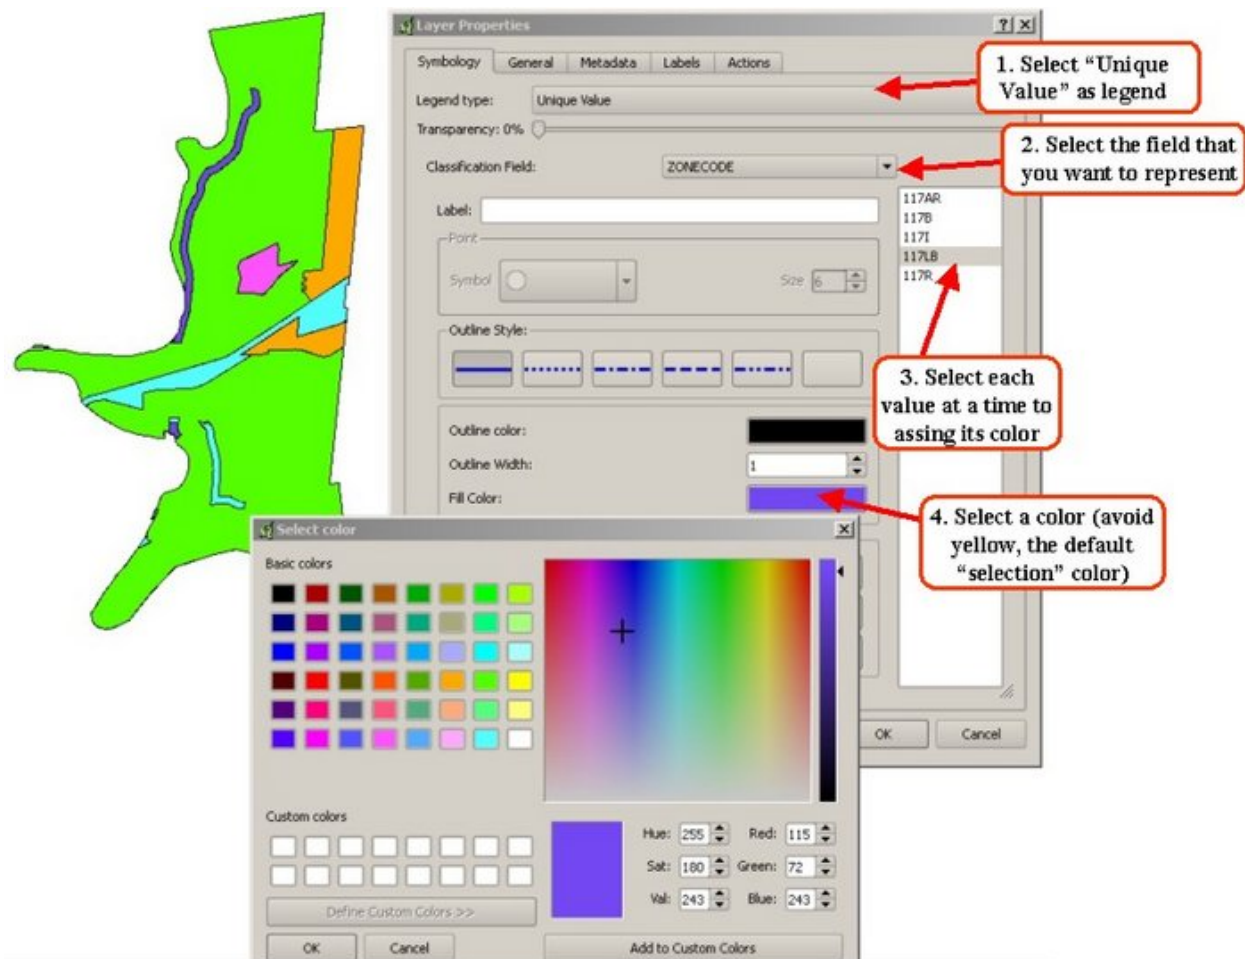 Layer Properties
Symbology General Metadata Labels Actions
1. Select “Unique
Value” as legend
Legend type: Unique Value
Transparency: 0%
2. Select the field that
you want to represent
Classification Field: ZONECODE
Label:
117AR
117B
117I
117LB
117R
Point
Symbol
Size 6
Outline Style:
3. Select each
value at a time to
assing its color
Outline color:
Outline Width: 1
Fill Color:
4. Select a color (avoid
yellow, the default
“selection” color)
OK Cancel
Select color
Basic colors
Custom colors
Hue: 255 Red: 115
Sat: 180 Green: 72
Val: 243 Blue: 243
Define Custom Colors >>
OK Cancel Add to Custom Colors